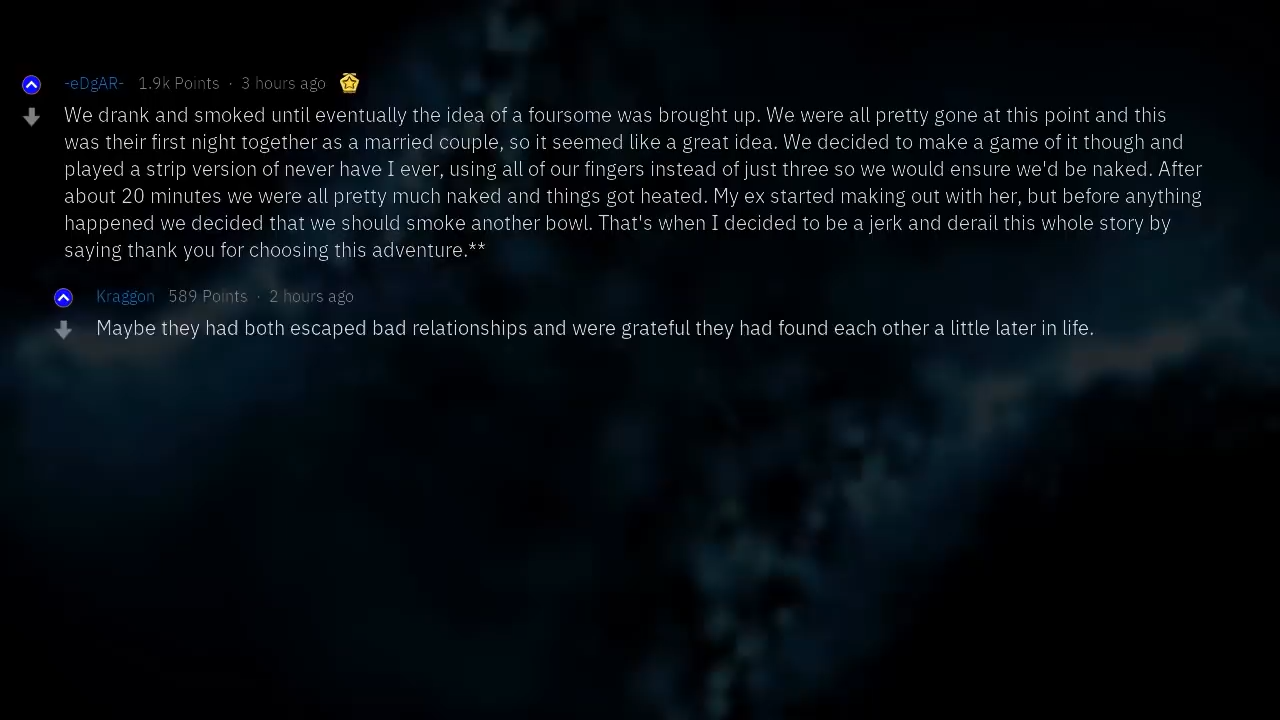 -eDgAR- 1.9k Points · 3 hours ago
We drank and smoked until eventually the idea of a foursome was brought up. We were all pretty gone at this point and this
was their first night together as a married couple, so it seemed like a great idea. We decided to make a game of it though and
played a strip version of never have I ever, using all of our fingers instead of just three so we would ensure we'd be naked. After
about 20 minutes we were all pretty much naked and things got heated. My ex started making out with her, but before anything
happened we decided that we should smoke another bowl. That's when I decided to be a jerk and derail this whole story by
saying thank you for choosing this adventure.**
Kraggon 589 Points · 2 hours ago
Maybe they had both escaped bad relationships and were grateful they had found each other a little later in life.